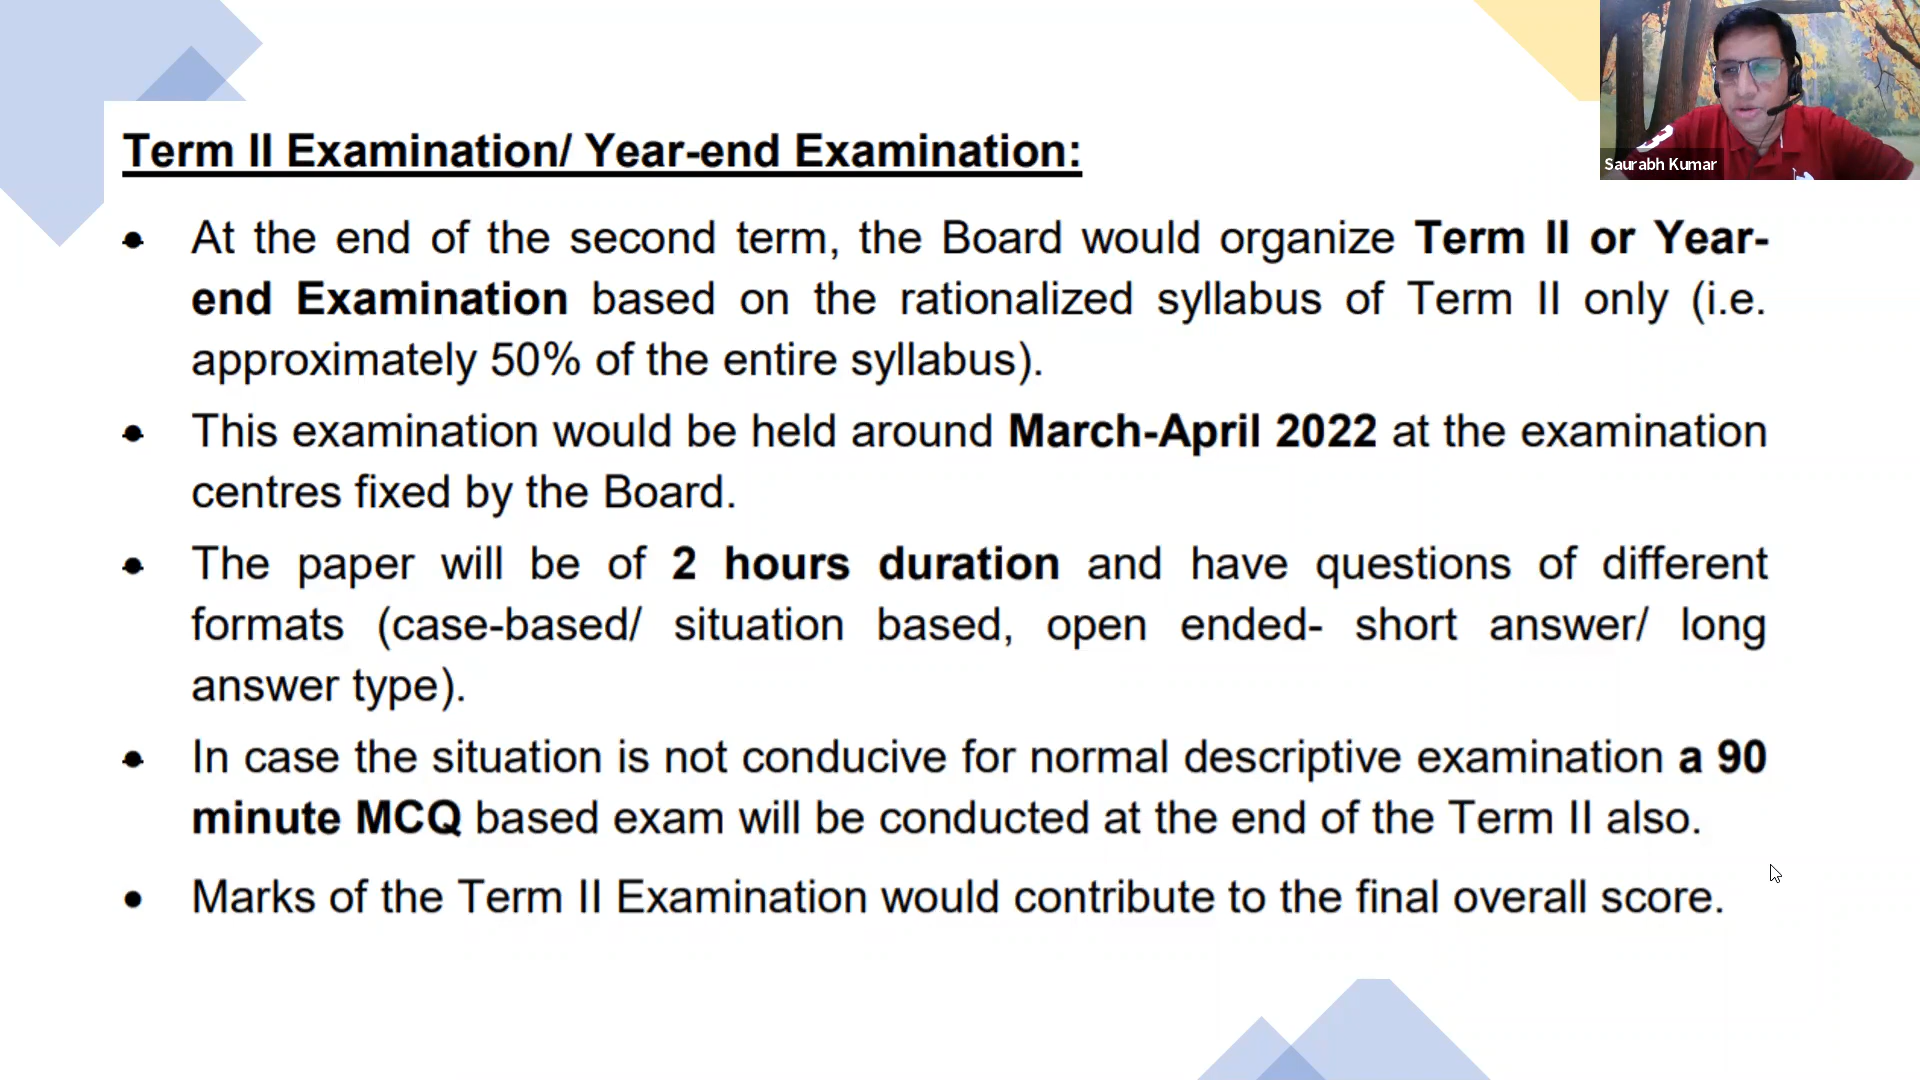 Term II Examination/ Year-end Examination:
Saurabh Kumar
At the end of the second term, the Board would organize Term II or Year-
end Examination based on the rationalized syllabus of Term II only (i.e.
approximately 50% of the entire syllabus).
This examination would be held around March-April 2022 at the examination
centres fixed by the Board.
The paper will be of 2 hours duration and have questions of different
formats (case-based/ situation based, open ended- short answer/ long
answer type).
In case the situation is not conducive for normal descriptive examination a 90
minute MCQ based exam will be conducted at the end of the Term II also.
Marks of the Term II Examination would contribute to the final overall score.